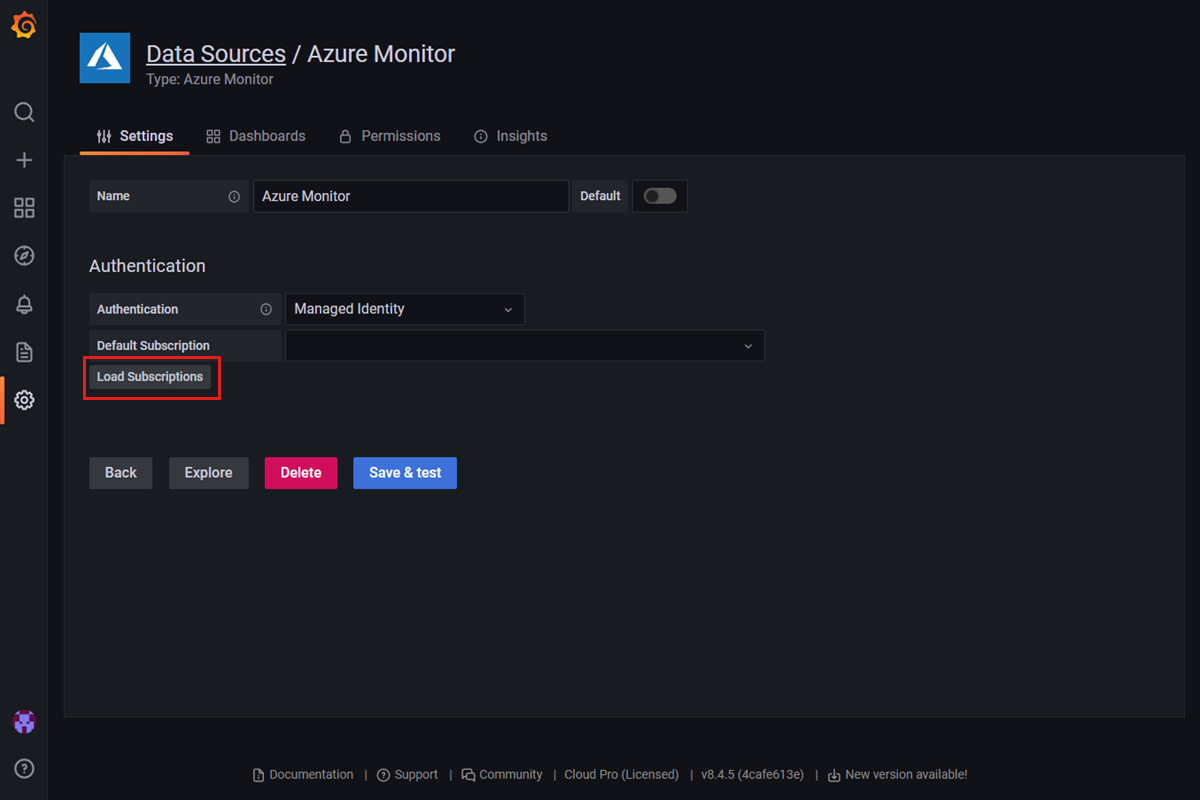 Data Sources / Azure Monitor
Type: Azure Monitor
Settings Dashboards Permissions Insights
Name Azure Monitor Default
Authentication
Authentication Managed Identity
Default Subscription
Load Subscriptions
Back Explore Delete Save & test
Documentation | Support | Community | Cloud Pro (Licensed) | v8.4.5 (4cafe613e) | New version available!